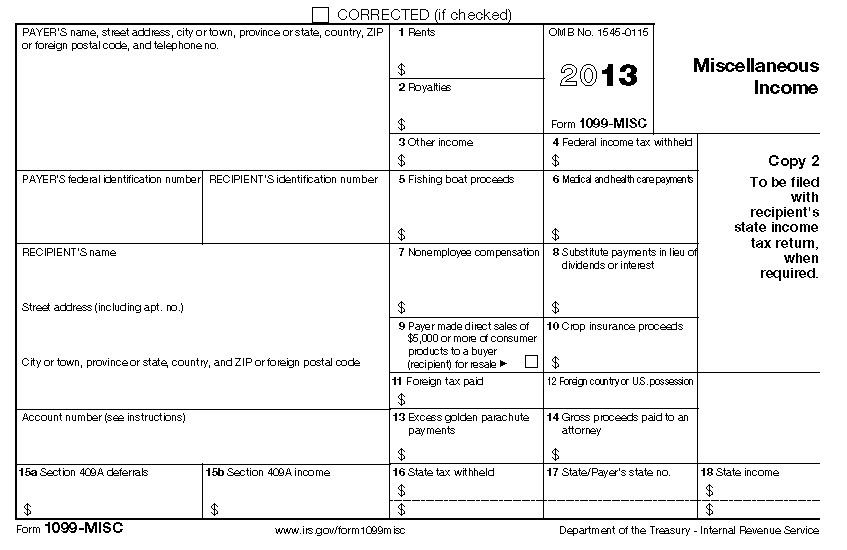 CORRECTED (if checked)
PAYER'S name, street address, city or town, province or state, country, ZIP
or foreign postal code, and telephone no.
1 Rents
$
OMB No. 1545-0115
2013
Form 1099-MISC
Miscellaneous
Income
2 Royalties
$
3 Other income
$
4 Federal income tax withheld
$
Copy 2
To be filed
with
recipient's
state income
tax return,
when
required.
PAYER'S federal identification number
RECIPIENT'S identification number
5 Fishing boat proceeds
$
6 Medical and health care payments
$
RECIPIENT'S name
7 Nonemployee compensation
$
8 Substitute payments in lieu of
dividends or interest
$
Street address (including apt. no.)
9 Payer made direct sales of
$5,000 or more of consumer
products to a buyer
(recipient) for resale ►
10 Crop insurance proceeds
$
City or town, province or state, country, and ZIP or foreign postal code
11 Foreign tax paid
$
12 Foreign country or U.S. possession
Account number (see instructions)
13 Excess golden parachute
payments
$
14 Gross proceeds paid to an
attorney
$
15a Section 409A deferrals
$
15b Section 409A income
$
16 State tax withheld
$
$
17 State/Payer's state no.
18 State income
$
$
Form 1099-MISC
www.irs.gov/form1099misc
Department of the Treasury - Internal Revenue Service